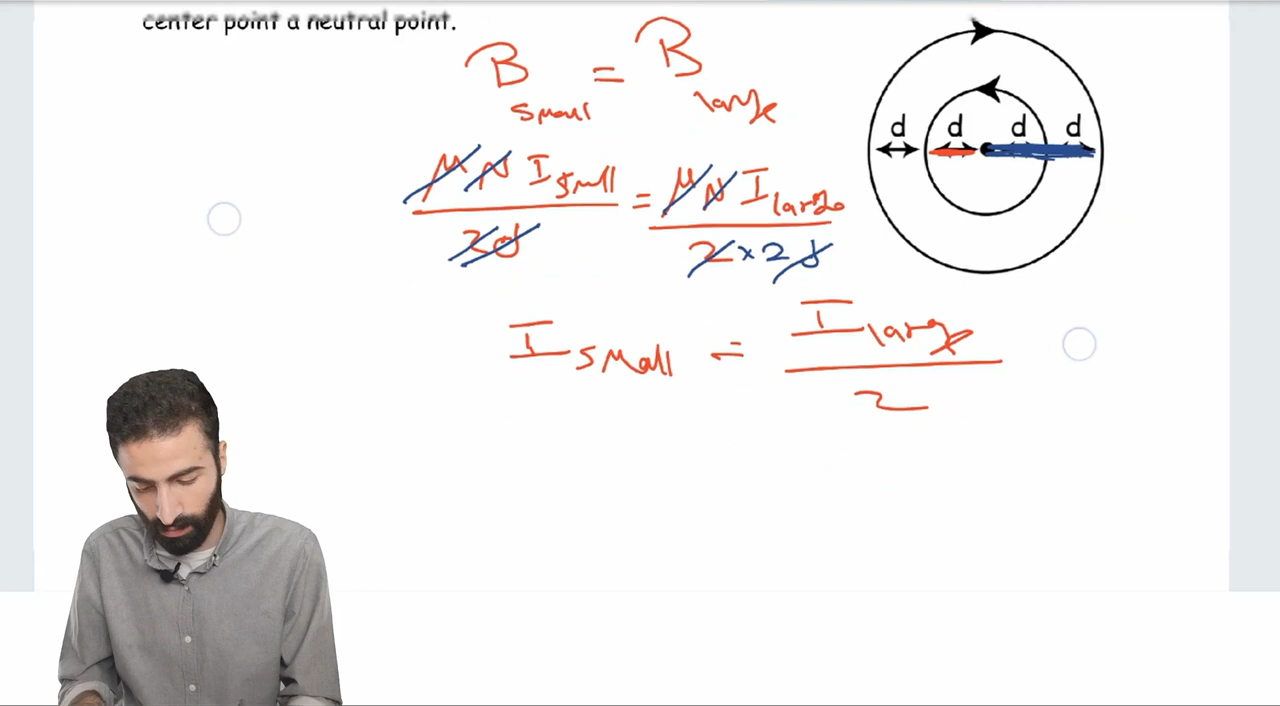 center point a neutral point.
B small = B large
μ N I small / 2d = μ N I large / 2 × 2d
d d d d
I small = I large / 2